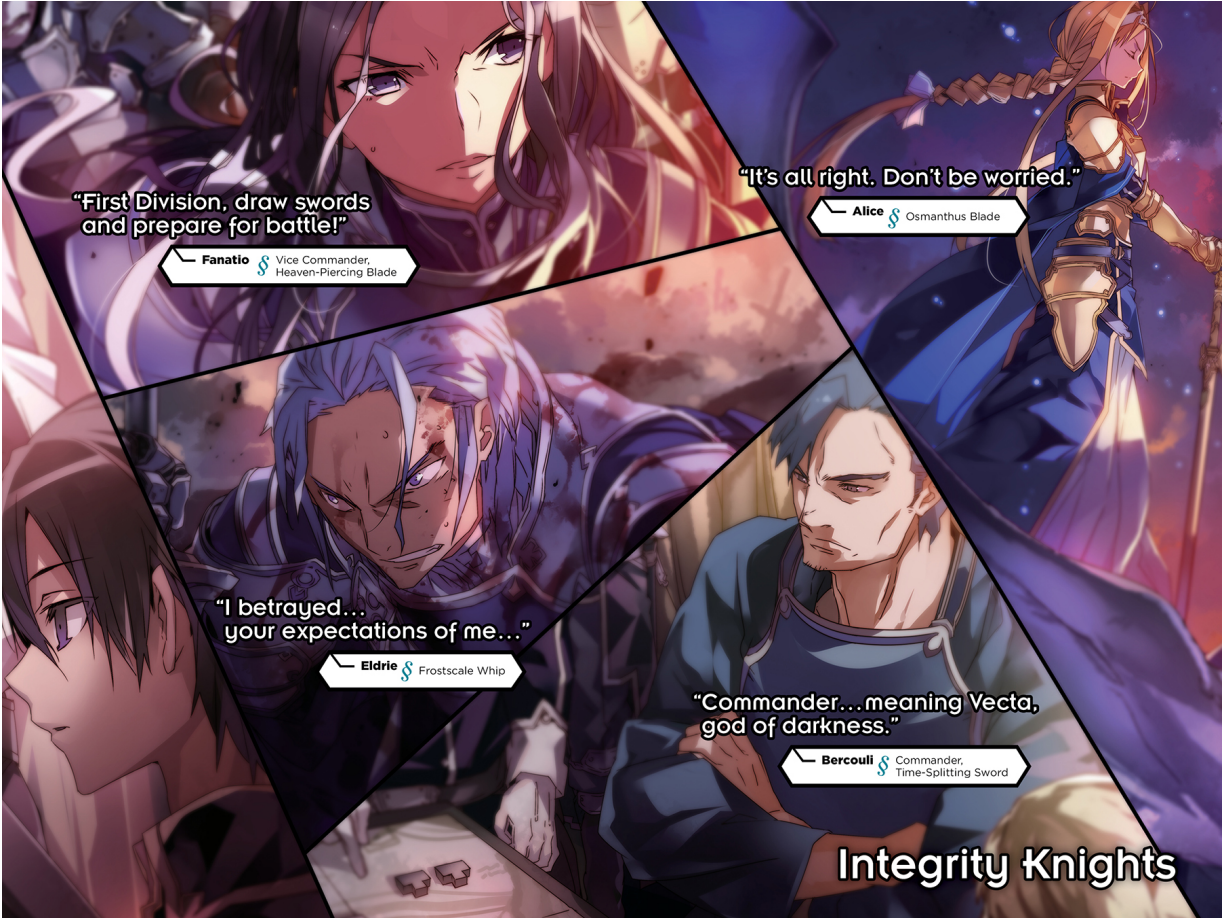 “First Division, draw swords
and prepare for battle!”
Fanatio § Vice Commander,
Heaven-Piercing Blade
“It’s all right. Don’t be worried.”
Alice § Osmanthus Blade
“I betrayed…
your expectations of me…”
Eldrie § Frostscale Whip
“Commander…meaning Vecta,
god of darkness.”
Bercouli § Commander,
Time-Splitting Sword
Integrity Knights